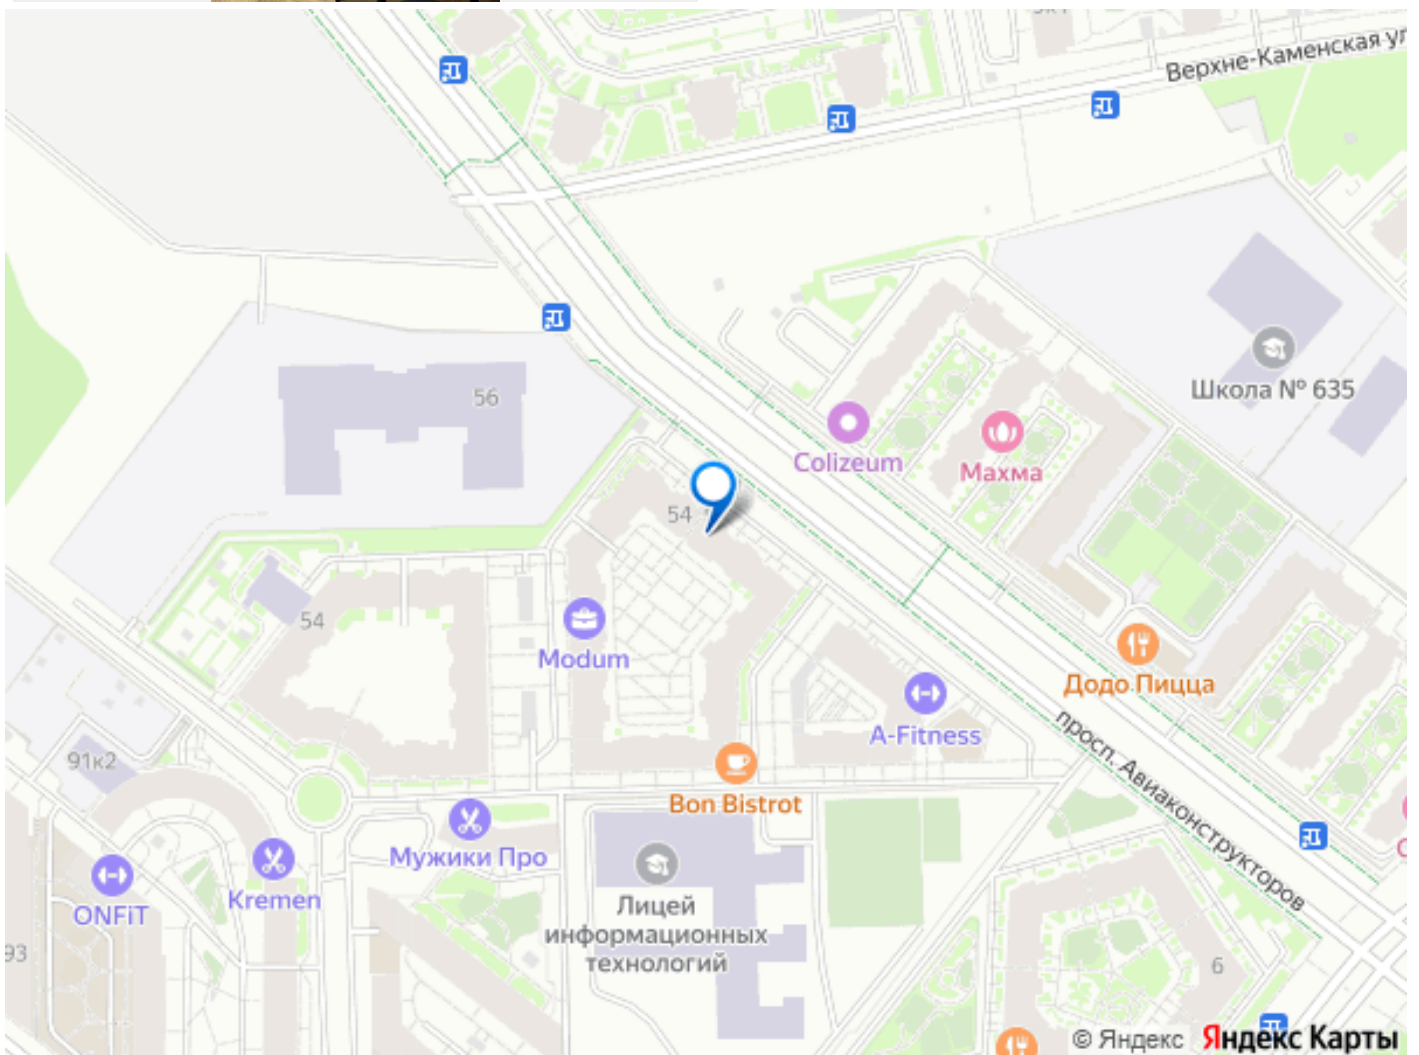 Верхне-Каменская ул
56
Школа № 635
Colizeum
Махма
54
54
Modum
Додо Пицца
A-Fitness
просп. Авиаконструкторов
91к2
Bon Bistrot
Мужики Про
Kremen
ONFiT
Лицей
информационных
технологий
93
6
© Яндекс Яндекс Карты